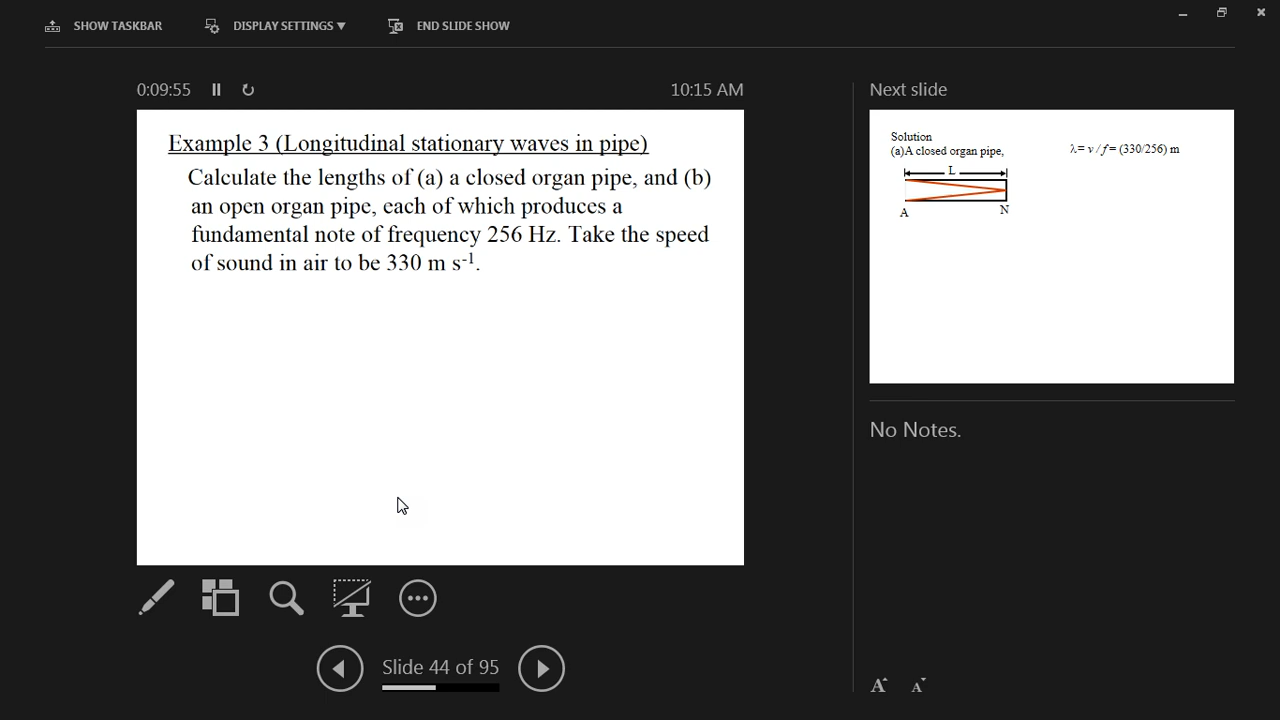 SHOW TASKBAR DISPLAY SETTINGS ▼ END SLIDE SHOW
0:09:55 10:15 AM
Example 3 (Longitudinal stationary waves in pipe)
Calculate the lengths of (a) a closed organ pipe, and (b)
an open organ pipe, each of which produces a
fundamental note of frequency 256 Hz. Take the speed
of sound in air to be 330 m s⁻¹.
Slide 44 of 95
Next slide
Solution
(a)A closed organ pipe, λ= v / f = (330/256) m
L
A N
No Notes.
A A